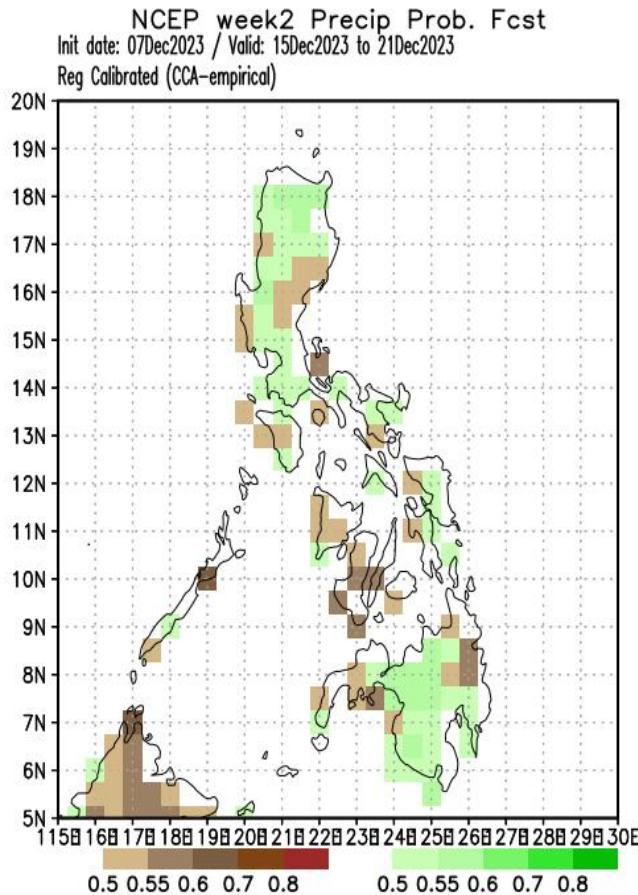 NCEP week2 Precip Prob. Fcst
Init date: 07Dec2023 / Valid: 15Dec2023 to 21Dec2023
Reg Calibrated (CCA-empirical)
20N
19N
18N
17N
16N
15N
14N
13N
12N
11N
10N
9N
8N
7N
6N
5N
115E 116E 117E 118E 119E 120E 121E 122E 123E 124E 125E 126E 127E 128E 129E 130E
0.5 0.55 0.6 0.7 0.8 0.5 0.55 0.6 0.7 0.8